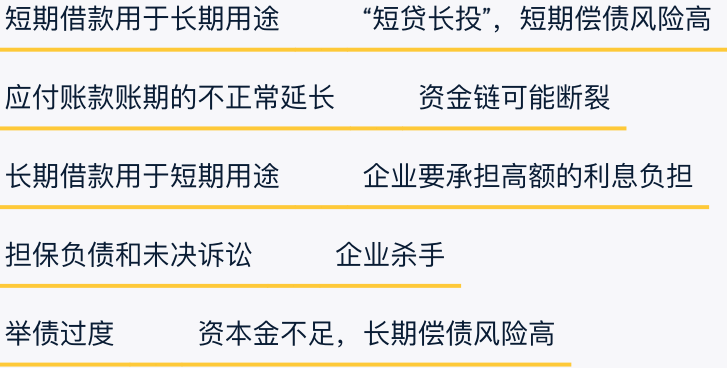 短期借款用于长期用途 “短贷长投”，短期偿债风险高
应付账款账期的不正常延长 资金链可能断裂
长期借款用于短期用途 企业要承担高额的利息负担
担保负债和未决诉讼 企业杀手
举债过度 资本金不足，长期偿债风险高